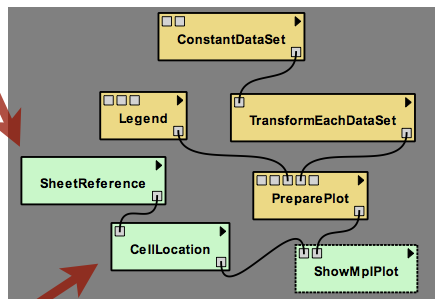 ConstantDataSet
Legend
TransformEachDataSet
SheetReference
PreparePlot
CellLocation
ShowMplPlot